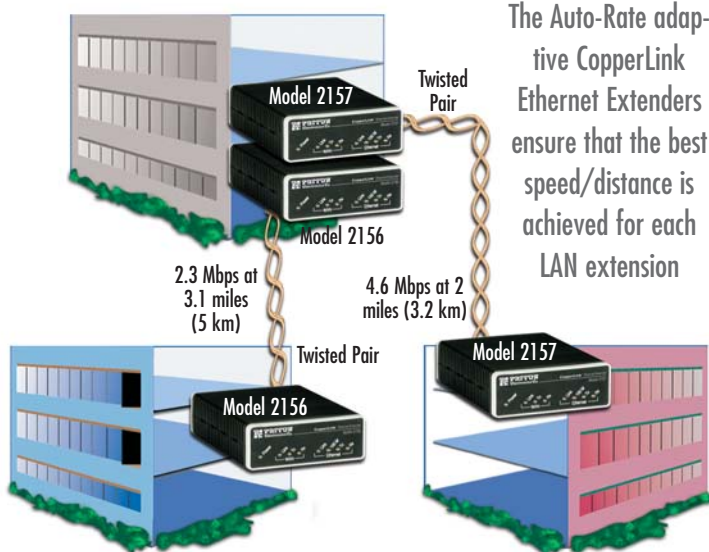 The Auto-Rate adap-
tive CopperLink
Ethernet Extenders
ensure that the best
speed/distance is
achieved for each
LAN extension
Model 2157
Twisted
Pair
Model 2156
2.3 Mbps at
3.1 miles
(5 km)
4.6 Mbps at 2
miles (3.2 km)
Twisted Pair
Model 2156
Model 2157